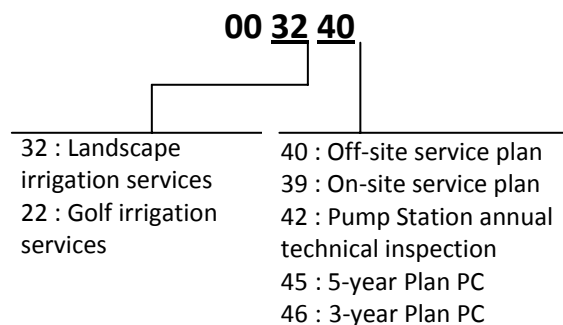 00 32 40
32 : Landscape
irrigation services
22 : Golf irrigation
services
40 : Off-site service plan
39 : On-site service plan
42 : Pump Station annual
technical inspection
45 : 5-year Plan PC
46 : 3-year Plan PC